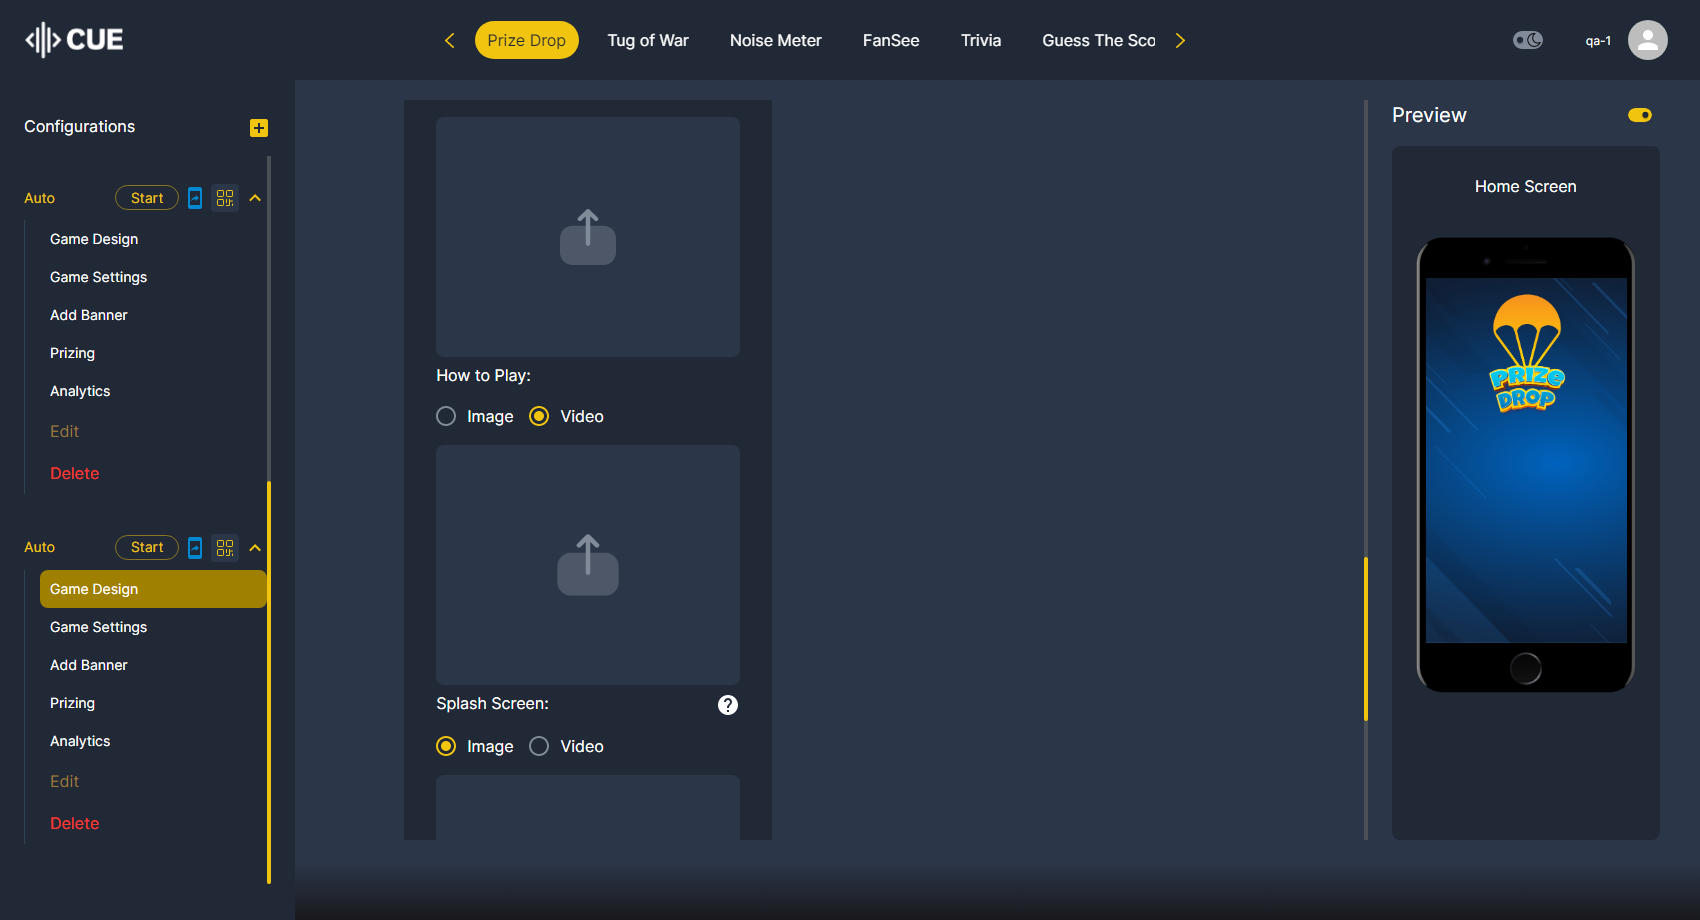 CUE
Prize Drop
Tug of War
Noise Meter
FanSee
Trivia
Guess The Sco
qa-1
Configurations
Auto
Start
Game Design
Game Settings
Add Banner
Prizing
Analytics
Edit
Delete
Auto
Start
Game Design
Game Settings
Add Banner
Prizing
Analytics
Edit
Delete
How to Play:
Image
Video
Splash Screen:
?
Image
Video
Preview
Home Screen
PRIZE
DROP